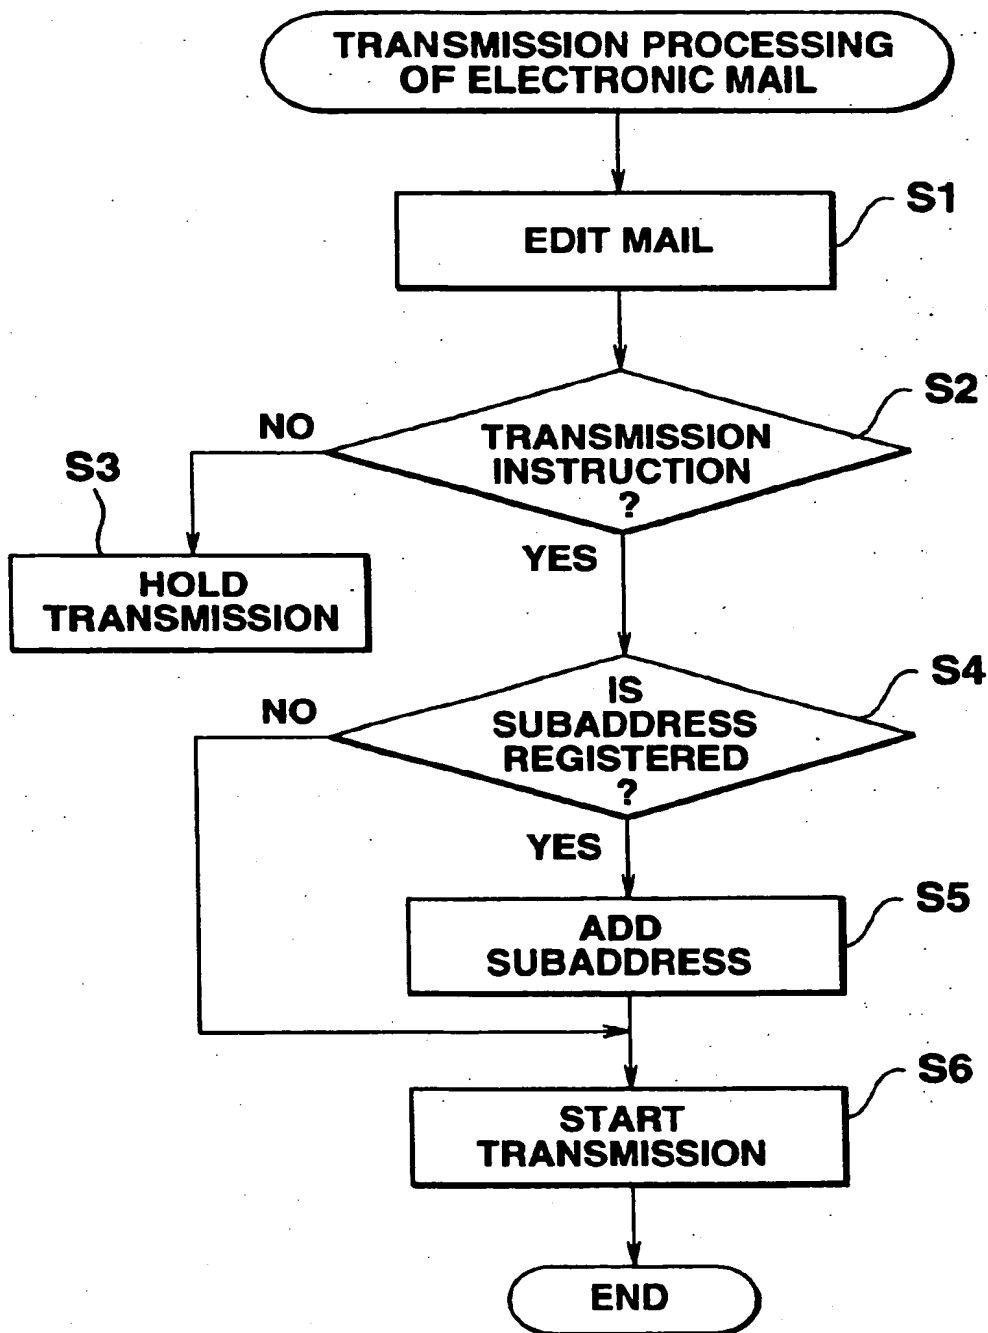 TRANSMISSION PROCESSING
OF ELECTRONIC MAIL
S1
EDIT MAIL
S2
NO
TRANSMISSION
INSTRUCTION
?
S3
YES
HOLD
TRANSMISSION
S4
NO
IS
SUBADDRESS
REGISTERED
?
YES
S5
ADD
SUBADDRESS
S6
START
TRANSMISSION
END